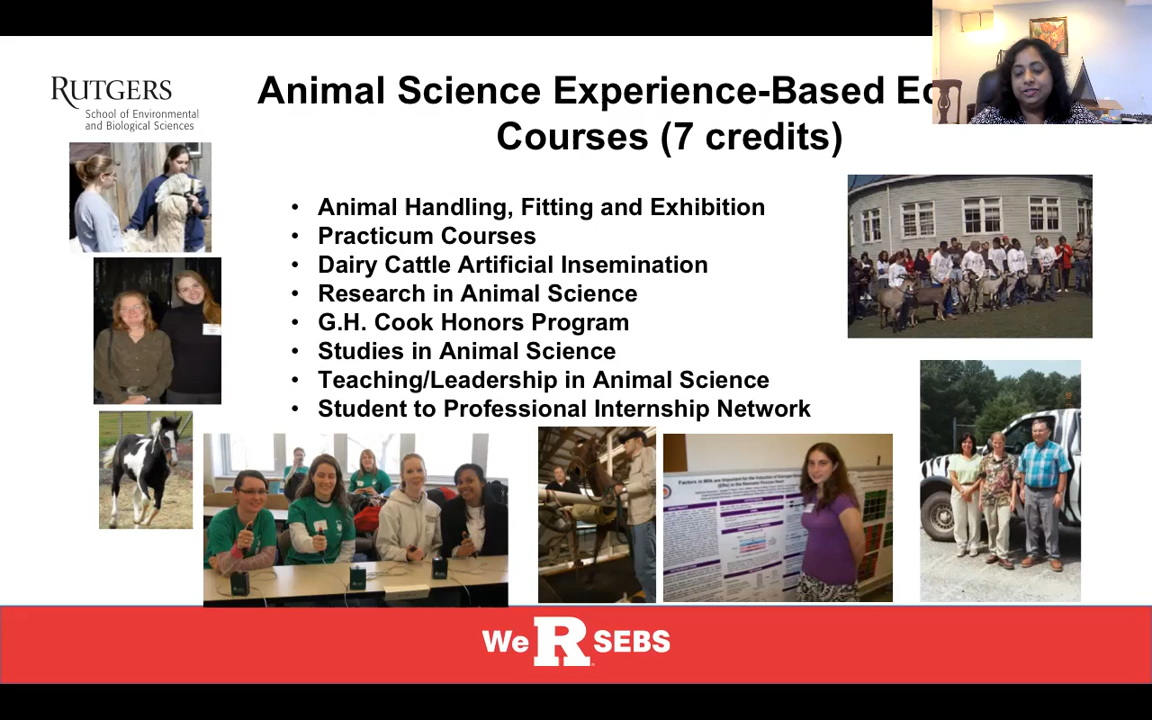 RUTGERS
School of Environmental
and Biological Sciences
Animal Science Experience-Based
Courses (7 credits)
• Animal Handling, Fitting and Exhibition
• Practicum Courses
• Dairy Cattle Artificial Insemination
• Research in Animal Science
• G.H. Cook Honors Program
• Studies in Animal Science
• Teaching/Leadership in Animal Science
• Student to Professional Internship Network
We R SEBS